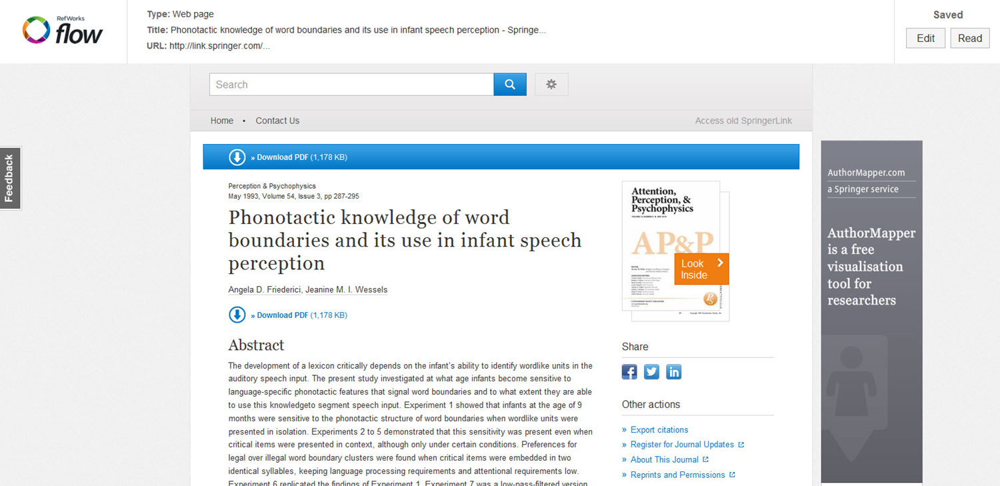 RefWorks
flow
Type: Web page
Title: Phonotactic knowledge of word boundaries and its use in infant speech perception - Springe...
URL: http://link.springer.com/...
Saved
Edit
Read
Search
Home • Contact Us
Access old SpringerLink
Feedback
» Download PDF (1,178 KB)
Perception & Psychophysics
May 1993, Volume 54, Issue 3, pp 287-295
Phonotactic knowledge of word
boundaries and its use in infant speech
perception
Angela D. Friederici, Jeanine M. I. Wessels
» Download PDF (1,178 KB)
Abstract
The development of a lexicon critically depends on the infant's ability to identify wordlike units in the
auditory speech input. The present study investigated at what age infants become sensitive to
language-specific phonotactic features that signal word boundaries and to what extent they are able
to use this knowledgeto segment speech input. Experiment 1 showed that infants at the age of 9
months were sensitive to the phonotactic structure of word boundaries when wordlike units were
presented in isolation. Experiments 2 to 5 demonstrated that this sensitivity was present even when
critical items were presented in context, although only under certain conditions. Preferences for
legal over illegal word boundary clusters were found when critical items were embedded in two
identical syllables, keeping language processing requirements and attentional requirements low.
Experiment 6 replicated the findings of Experiment 1. Experiment 7 was a low-pass-filtered version
Attention,
Perception, &
Psychophysics
AP&P
Look
Inside
Share
Other actions
» Export citations
» Register for Journal Updates
» About This Journal
» Reprints and Permissions
AuthorMapper.com
a Springer service
AuthorMapper
is a free
visualisation
tool for
researchers